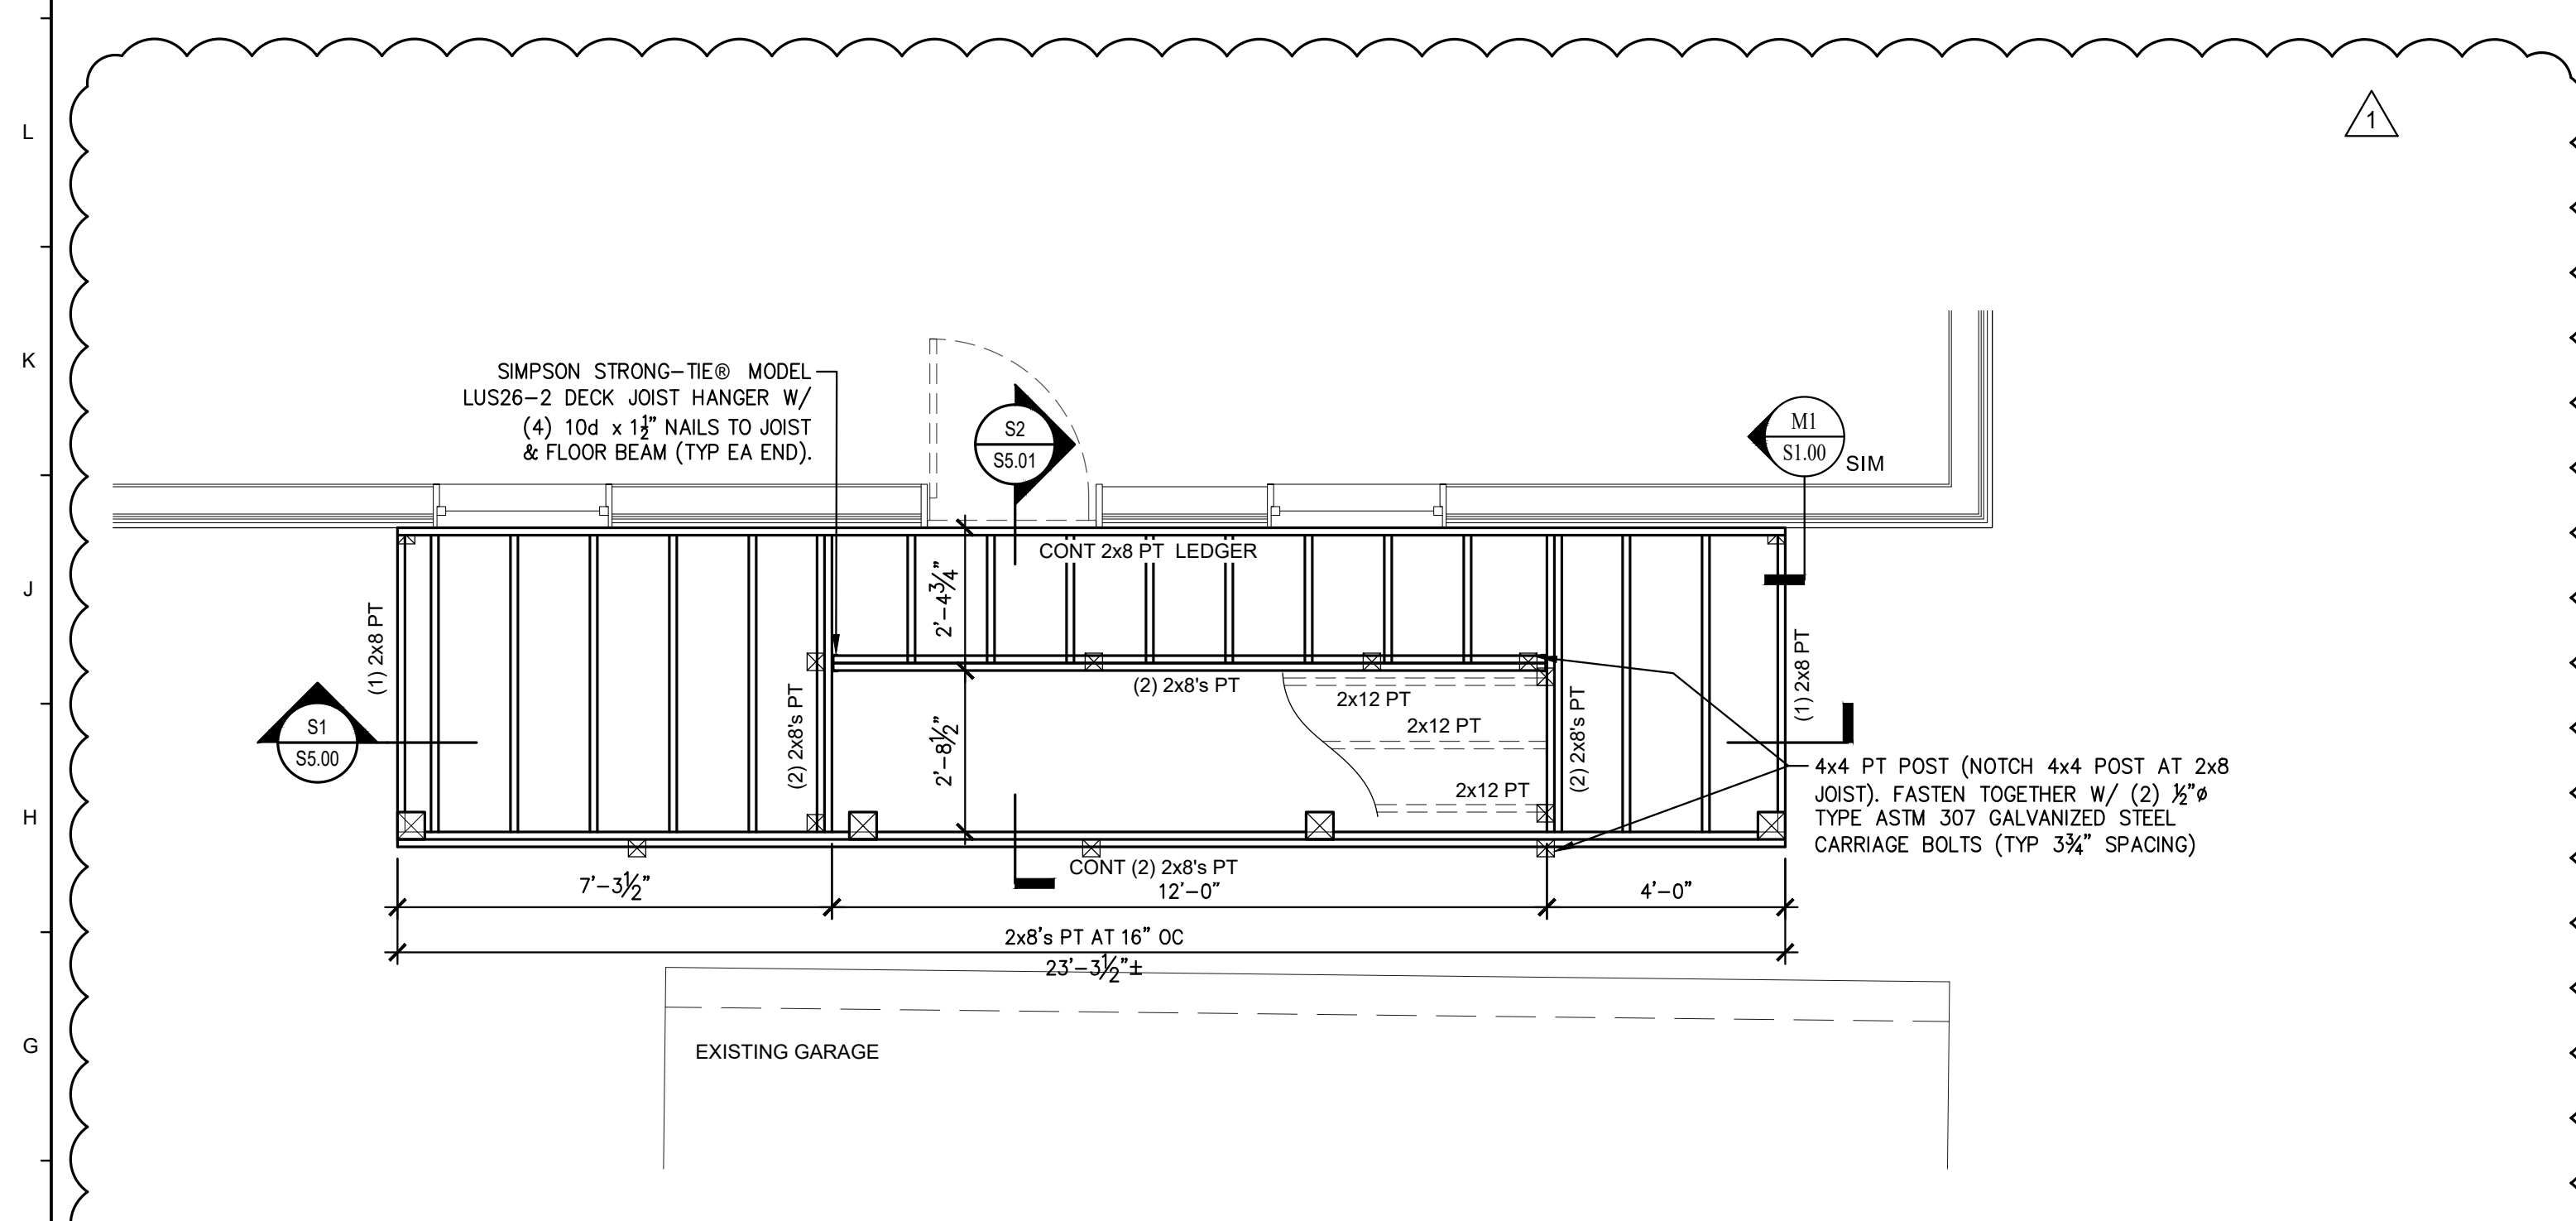 L
1
K
SIMPSON STRONG-TIE® MODEL
LUS26-2 DECK JOIST HANGER W/
(4) 10d x 1½" NAILS TO JOIST
& FLOOR BEAM (TYP EA END).
S2
S5.01
M1
S1.00
SIM
CONT 2x8 PT LEDGER
J
2'-4¾"
(1) 2x8 PT
(1) 2x8 PT
(2) 2x8's PT
2x12 PT
(2) 2x8's PT
(2) 2x8's PT
2x12 PT
S1
S5.00
2'-8½"
2x12 PT
H
4x4 PT POST (NOTCH 4x4 POST AT 2x8
JOIST). FASTEN TOGETHER W/ (2) ½"ø
TYPE ASTM 307 GALVANIZED STEEL
CARRIAGE BOLTS (TYP 3¾" SPACING)
CONT (2) 2x8's PT
7'-3½"
12'-0"
4'-0"
2x8's PT AT 16" OC
23'-3½"±
G
EXISTING GARAGE